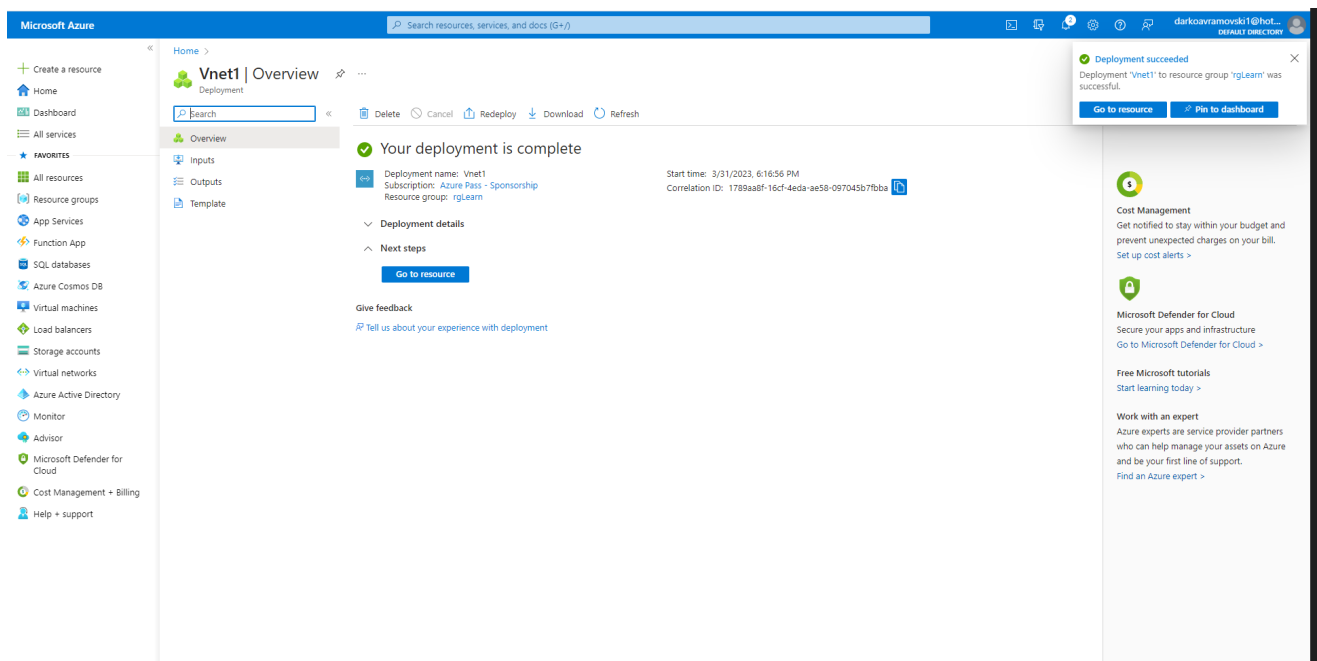 Microsoft Azure
Search resources, services, and docs (G+/)
2
darkoavramovski1@hot...
DEFAULT DIRECTORY
Create a resource
Home
Dashboard
All services
FAVORITES
All resources
Resource groups
App Services
Function App
SQL databases
Azure Cosmos DB
Virtual machines
Load balancers
Storage accounts
Virtual networks
Azure Active Directory
Monitor
Advisor
Microsoft Defender for
Cloud
Cost Management + Billing
Help + support
Home >
Vnet1 | Overview
Deployment
Search
Overview
Inputs
Outputs
Template
Delete Cancel Redeploy Download Refresh
Your deployment is complete
Deployment name: Vnet1
Subscription: Azure Pass - Sponsorship
Resource group: rgLearn
Start time: 3/31/2023, 6:16:56 PM
Correlation ID: 1789aa8f-16cf-4eda-ae58-097045b7fbba
Deployment details
Next steps
Go to resource
Give feedback
Tell us about your experience with deployment
Deployment succeeded
Deployment 'Vnet1' to resource group 'rgLearn' was
successful.
Go to resource Pin to dashboard
Cost Management
Get notified to stay within your budget and
prevent unexpected charges on your bill.
Set up cost alerts >
Microsoft Defender for Cloud
Secure your apps and infrastructure
Go to Microsoft Defender for Cloud >
Free Microsoft tutorials
Start learning today >
Work with an expert
Azure experts are service provider partners
who can help manage your assets on Azure
and be your first line of support.
Find an Azure expert >